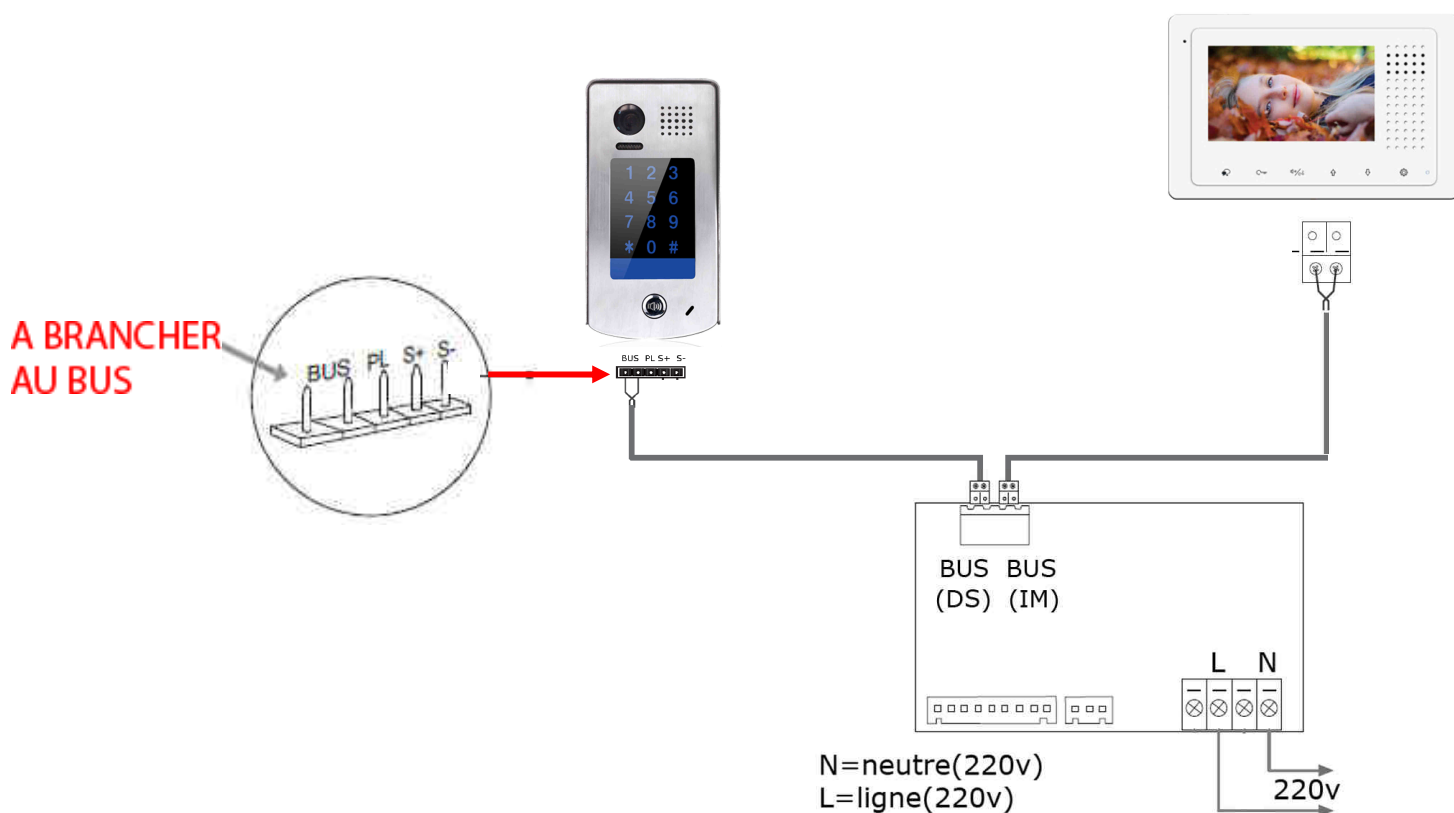 A BRANCHER
AU BUS
BUS PL S+ S-
1 2 3
4 5 6
7 8 9
* 0 #
BUS PL S+ S-
BUS BUS
(DS) (IM)
L N
N=neutre(220v)
L=ligne(220v)
220v